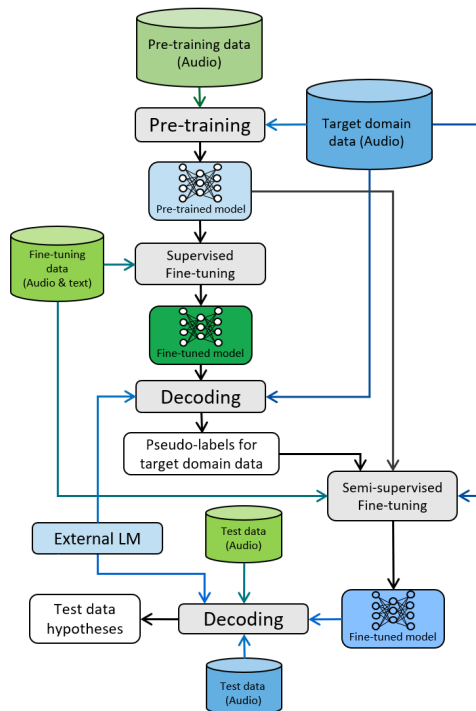 Pre-training data
(Audio)
Pre-training
Target domain
data (Audio)
Pre-trained model
Fine-tuning
data
(Audio & text)
Supervised
Fine-tuning
Fine-tuned model
Decoding
Pseudo-labels for
target domain data
Semi-supervised
Fine-tuning
External LM
Test data
(Audio)
Test data
hypotheses
Decoding
Fine-tuned model
Test data
(Audio)